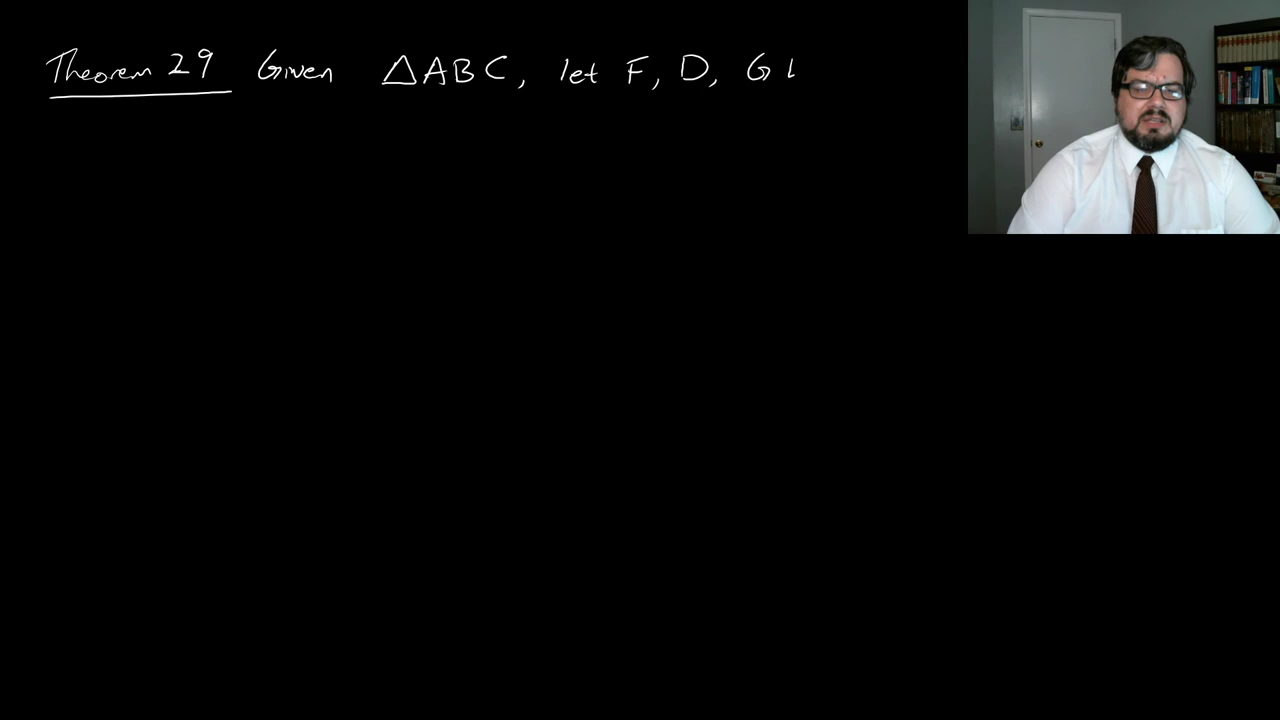 Theorem 29 Given △ABC, let F, D, G